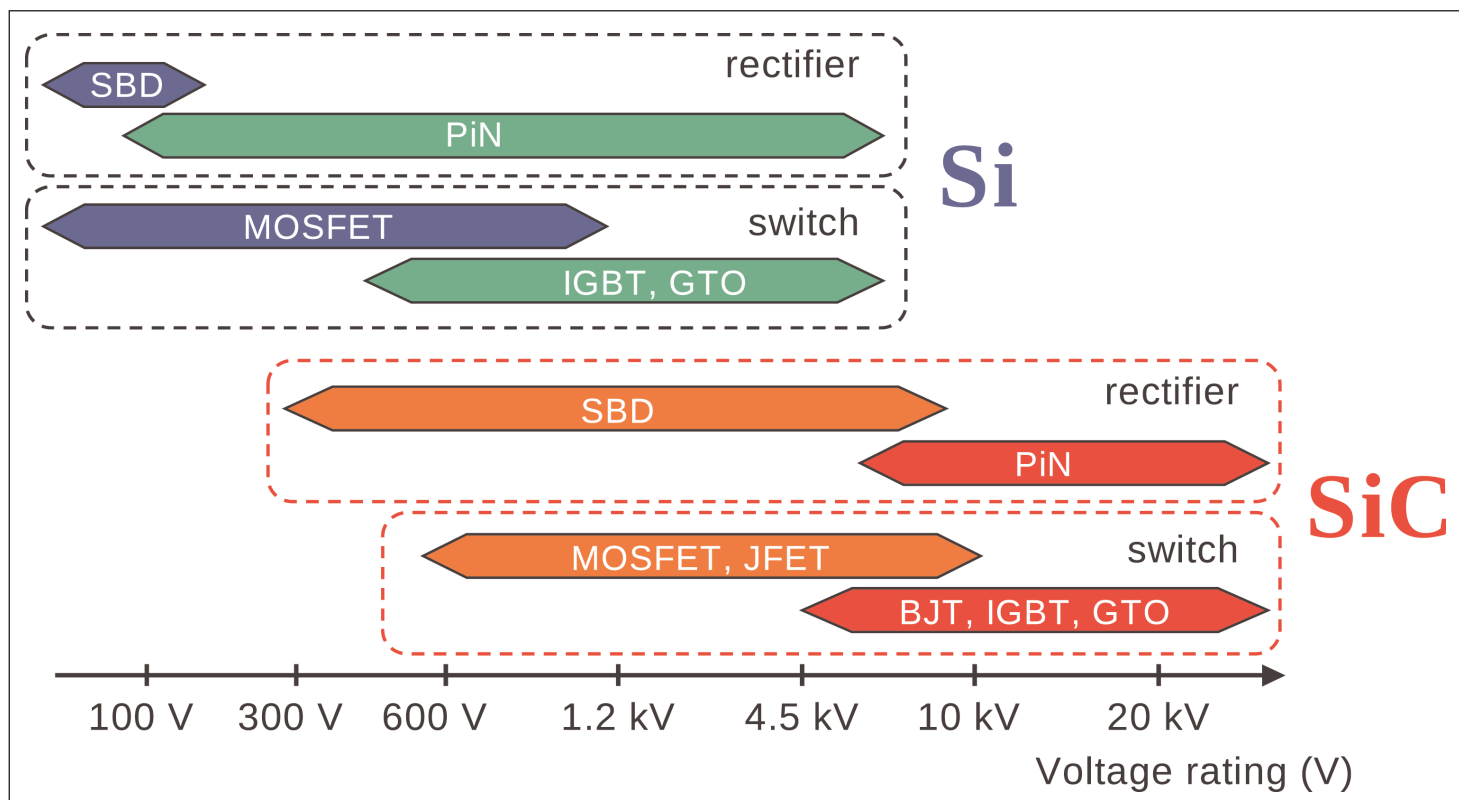 rectifier
SBD
PiN
Si
MOSFET
switch
IGBT, GTO
rectifier
SBD
PiN
SiC
switch
MOSFET, JFET
BJT, IGBT, GTO
100 V 300 V 600 V 1.2 kV 4.5 kV 10 kV 20 kV
Voltage rating (V)